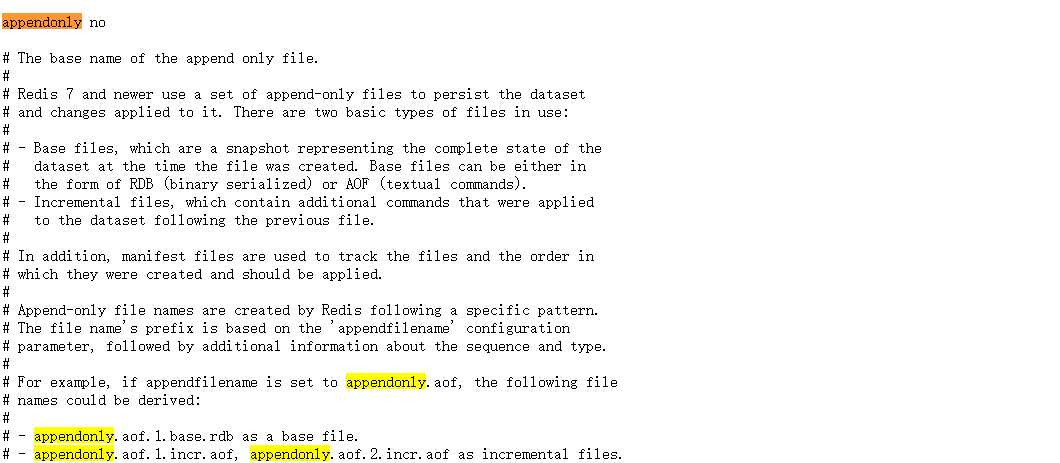 appendonly no
# The base name of the append only file.
#
# Redis 7 and newer use a set of append-only files to persist the dataset
# and changes applied to it. There are two basic types of files in use:
#
# - Base files, which are a snapshot representing the complete state of the
#   dataset at the time the file was created. Base files can be either in
#   the form of RDB (binary serialized) or AOF (textual commands).
# - Incremental files, which contain additional commands that were applied
#   to the dataset following the previous file.
#
# In addition, manifest files are used to track the files and the order in
# which they were created and should be applied.
#
# Append-only file names are created by Redis following a specific pattern.
# The file name's prefix is based on the 'appendfilename' configuration
# parameter, followed by additional information about the sequence and type.
#
# For example, if appendfilename is set to appendonly.aof, the following file
# names could be derived:
#
# - appendonly.aof.1.base.rdb as a base file.
# - appendonly.aof.1.incr.aof, appendonly.aof.2.incr.aof as incremental files.